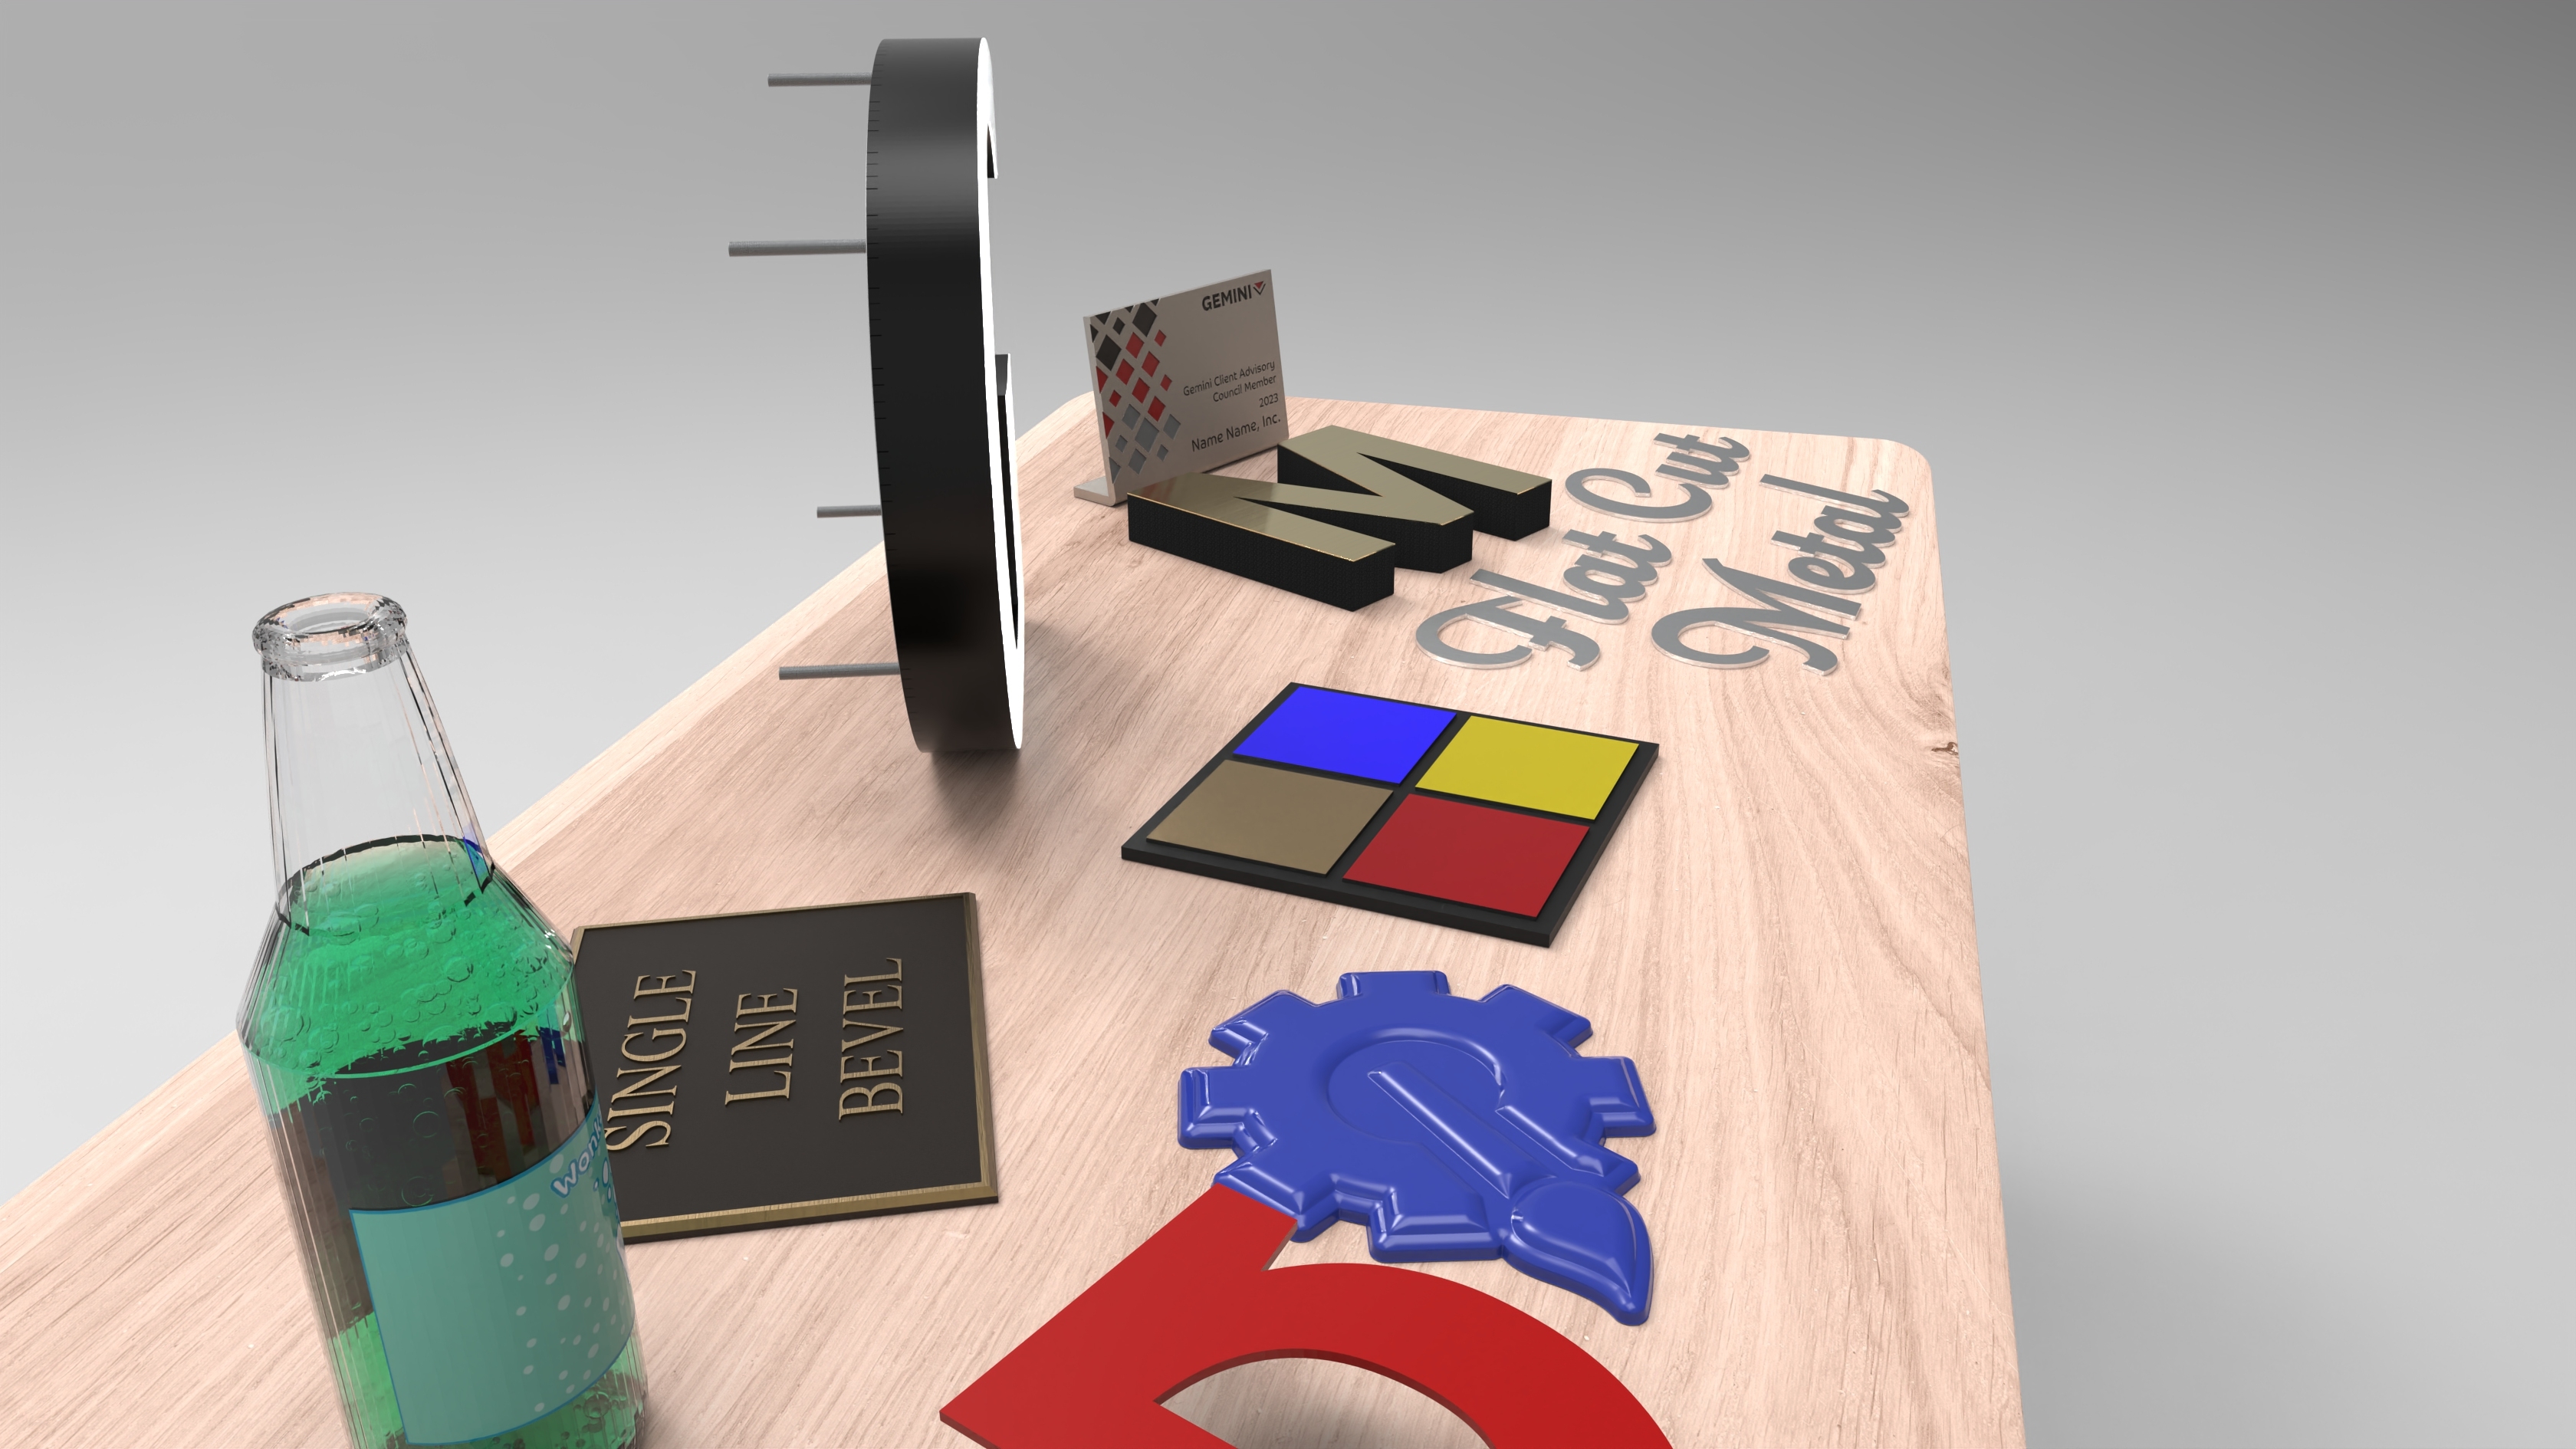 GEMINI
Gemini Client Advisory
Council Member
2023
Name Name, Inc.
M
Flat Cut
Metal
SINGLE
LINE
BEVEL